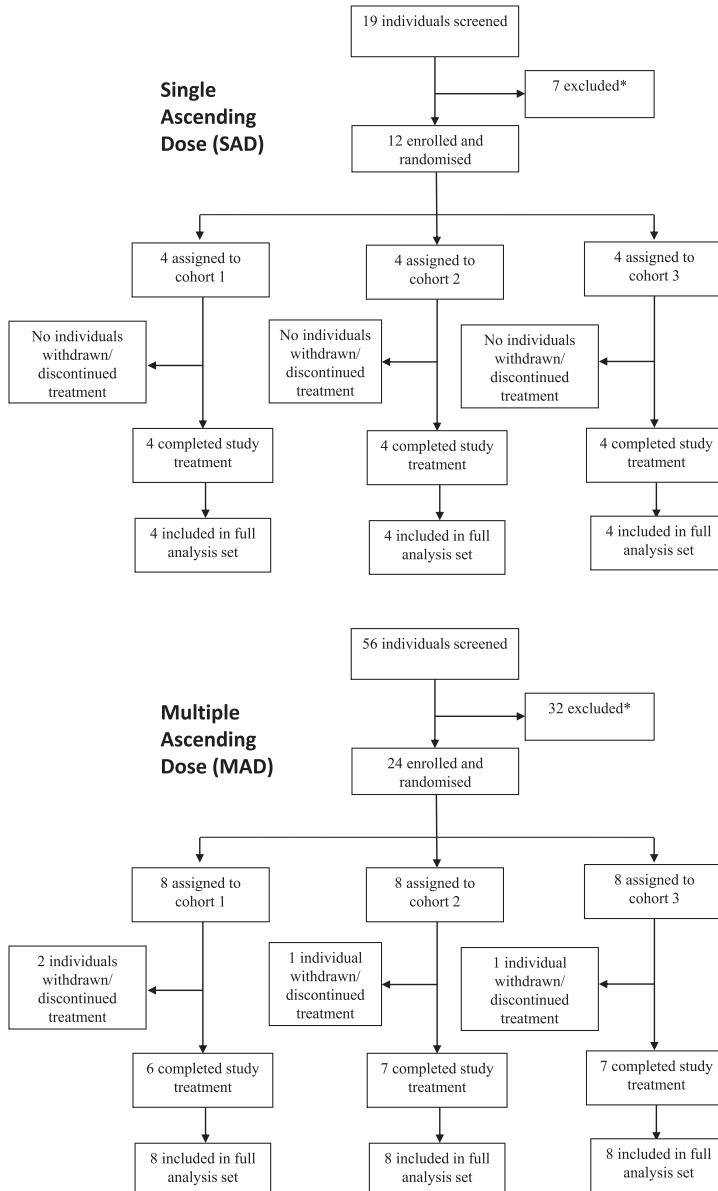 19 individuals screened
Single
Ascending
Dose (SAD)
7 excluded*
12 enrolled and
randomised
4 assigned to
cohort 1
4 assigned to
cohort 2
4 assigned to
cohort 3
No individuals
withdrawn/
discontinued
treatment
No individuals
withdrawn/
discontinued
treatment
No individuals
withdrawn/
discontinued
treatment
4 completed study
treatment
4 completed study
treatment
4 completed study
treatment
4 included in full
analysis set
4 included in full
analysis set
4 included in full
analysis set
56 individuals screened
Multiple
Ascending
Dose (MAD)
32 excluded*
24 enrolled and
randomised
8 assigned to
cohort 1
8 assigned to
cohort 2
8 assigned to
cohort 3
2 individuals
withdrawn/
discontinued
treatment
1 individual
withdrawn/
discontinued
treatment
1 individual
withdrawn/
discontinued
treatment
6 completed study
treatment
7 completed study
treatment
7 completed study
treatment
8 included in full
analysis set
8 included in full
analysis set
8 included in full
analysis set